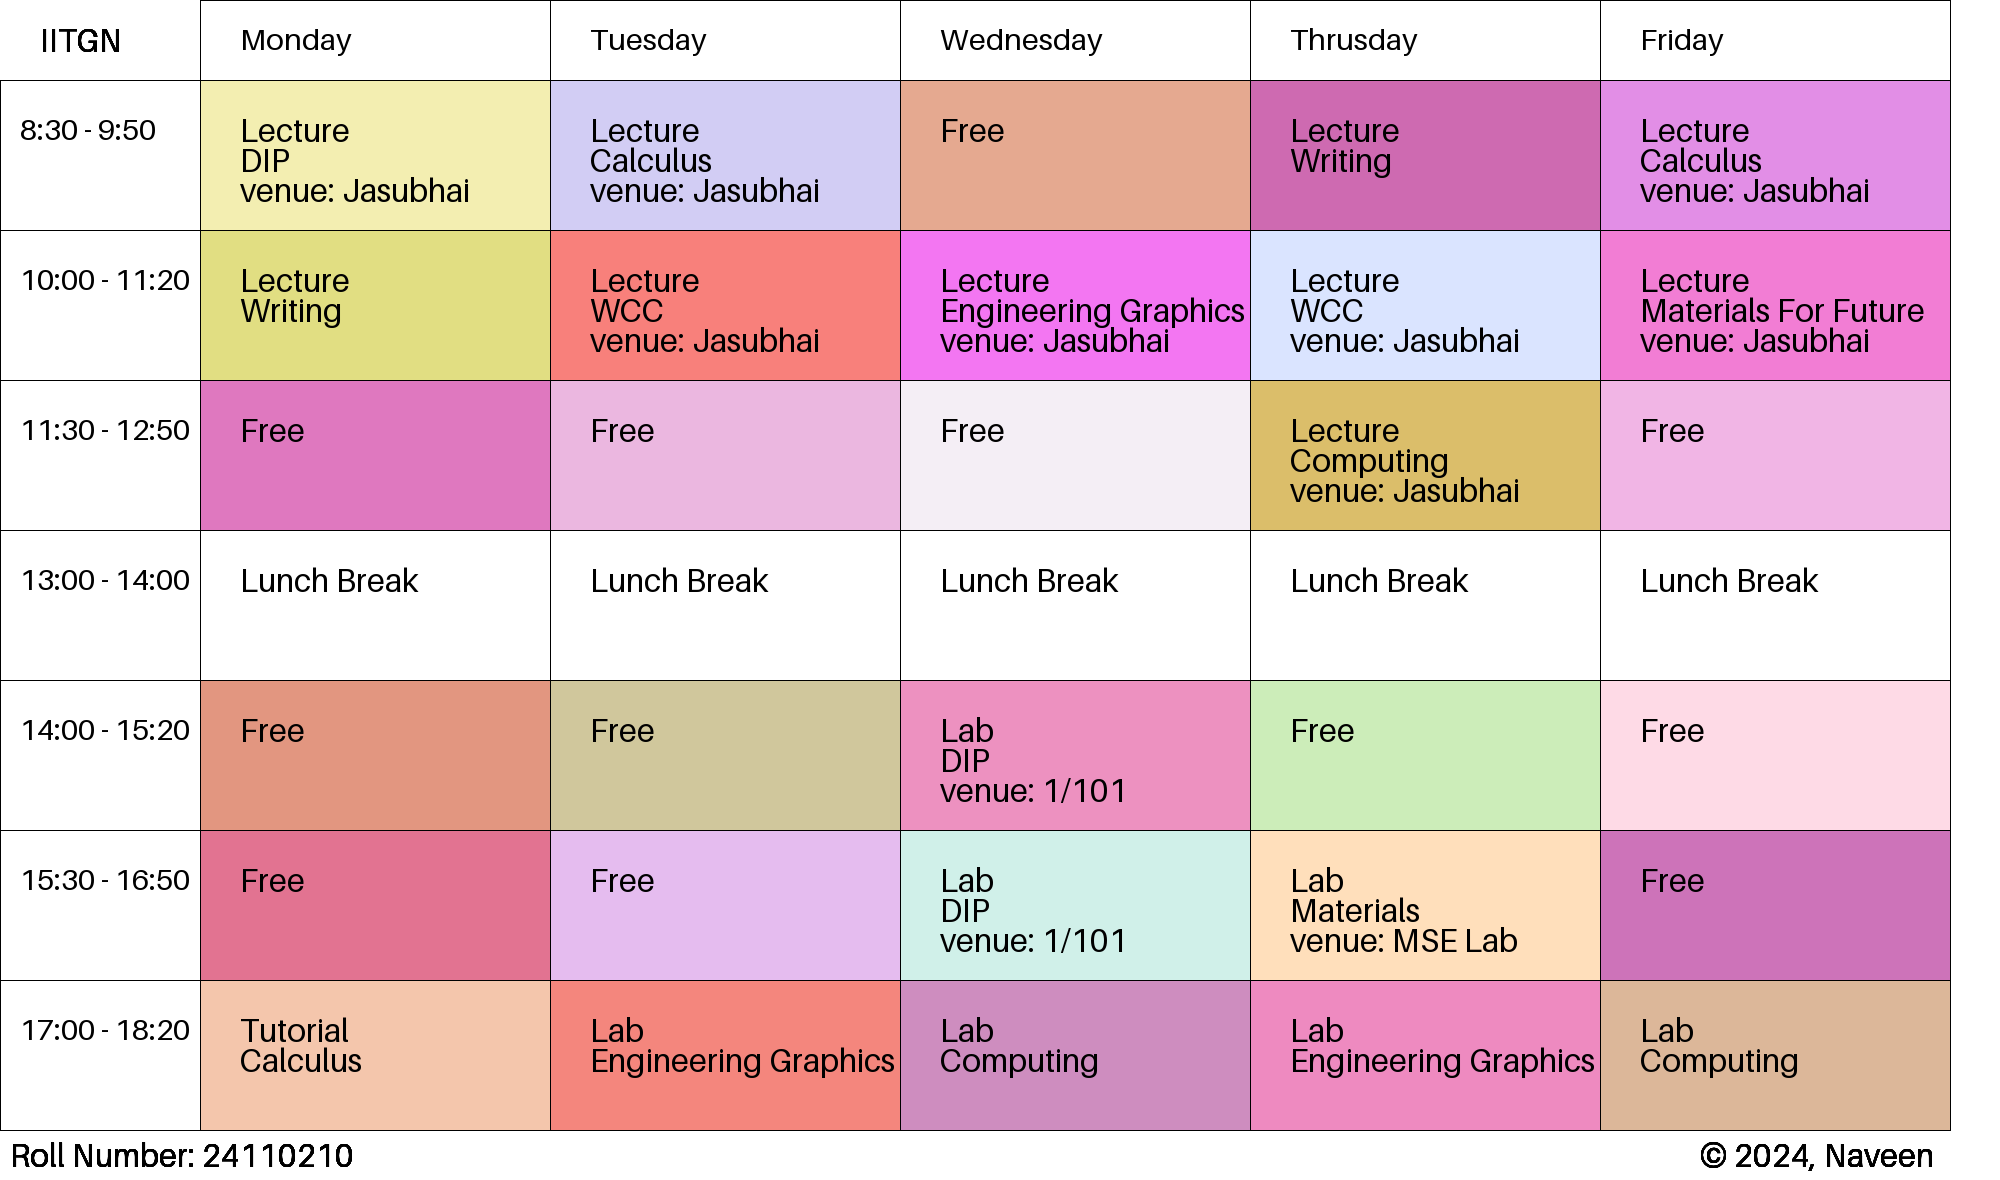 IITGN
Monday
Tuesday
Wednesday
Thrusday
Friday
8:30 - 9:50
Lecture
DIP
venue: Jasubhai
Lecture
Calculus
venue: Jasubhai
Free
Lecture
Writing
Lecture
Calculus
venue: Jasubhai
10:00 - 11:20
Lecture
Writing
Lecture
WCC
venue: Jasubhai
Lecture
Engineering Graphics
venue: Jasubhai
Lecture
WCC
venue: Jasubhai
Lecture
Materials For Future
venue: Jasubhai
11:30 - 12:50
Free
Free
Free
Lecture
Computing
venue: Jasubhai
Free
13:00 - 14:00
Lunch Break
Lunch Break
Lunch Break
Lunch Break
Lunch Break
14:00 - 15:20
Free
Free
Lab
DIP
venue: 1/101
Free
Free
15:30 - 16:50
Free
Free
Lab
DIP
venue: 1/101
Lab
Materials
venue: MSE Lab
Free
17:00 - 18:20
Tutorial
Calculus
Lab
Engineering Graphics
Lab
Computing
Lab
Engineering Graphics
Lab
Computing
Roll Number: 24110210
© 2024, Naveen